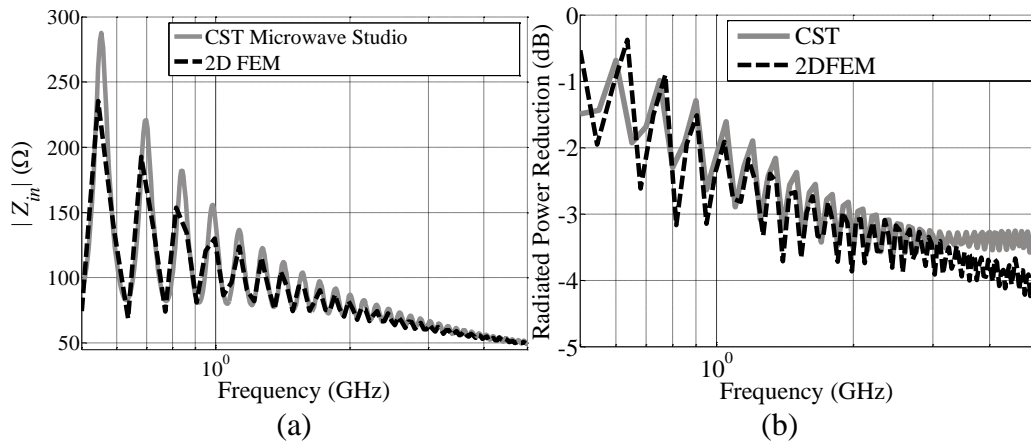 300
250
200
150
100
50
| Z_in | (Ω)
CST Microwave Studio
2D FEM
10^0
Frequency (GHz)
(a)
0
-1
-2
-3
-4
-5
Radiated Power Reduction (dB)
CST
2DFEM
10^0
Frequency (GHz)
(b)